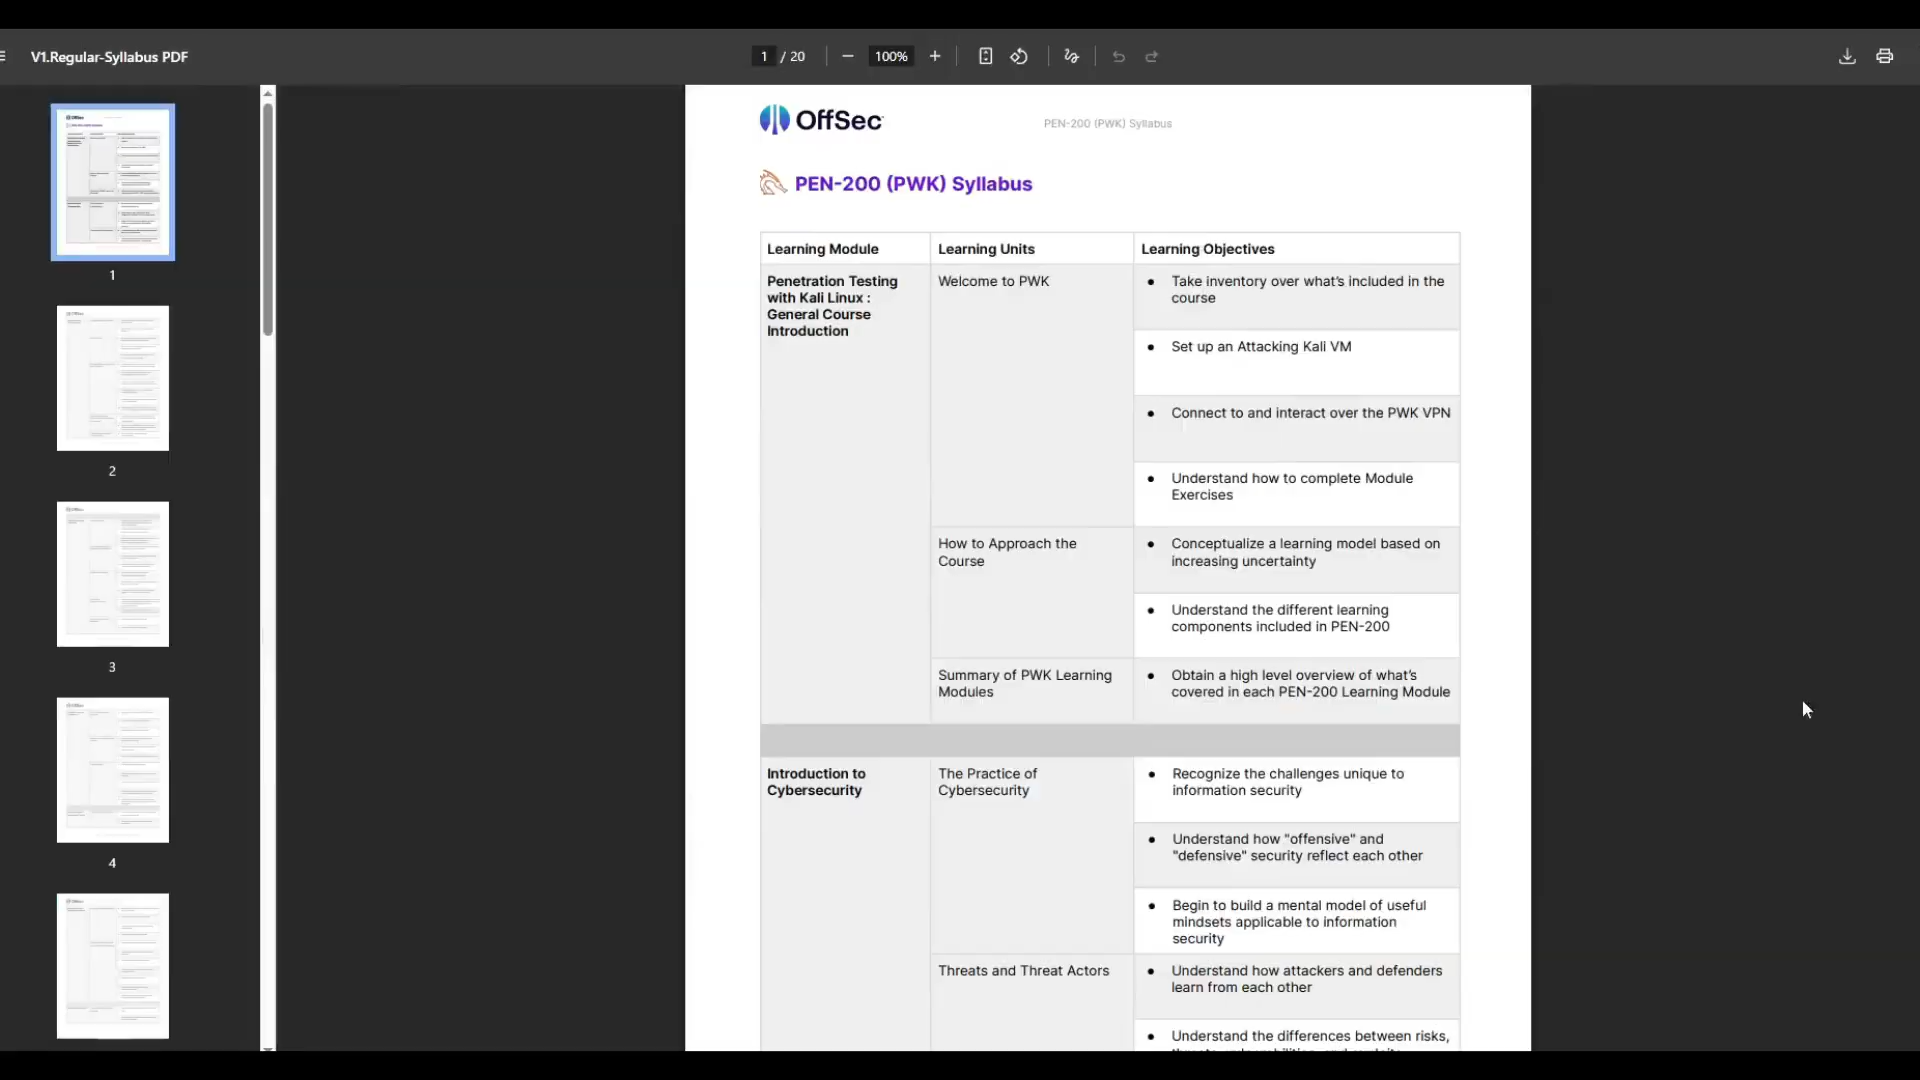 V1.Regular-Syllabus PDF
1 / 20
100%
1
2
3
4
OffSec
PEN-200 (PWK) Syllabus
PEN-200 (PWK) Syllabus
Learning Module
Learning Units
Learning Objectives
Penetration Testing
with Kali Linux :
General Course
Introduction
Welcome to PWK
● Take inventory over what's included in the
course
● Set up an Attacking Kali VM
● Connect to and interact over the PWK VPN
● Understand how to complete Module
Exercises
How to Approach the
Course
● Conceptualize a learning model based on
increasing uncertainty
● Understand the different learning
components included in PEN-200
Summary of PWK Learning
Modules
● Obtain a high level overview of what's
covered in each PEN-200 Learning Module
Introduction to
Cybersecurity
The Practice of
Cybersecurity
● Recognize the challenges unique to
information security
● Understand how "offensive" and
"defensive" security reflect each other
● Begin to build a mental model of useful
mindsets applicable to information
security
Threats and Threat Actors
● Understand how attackers and defenders
learn from each other
● Understand the differences between risks,